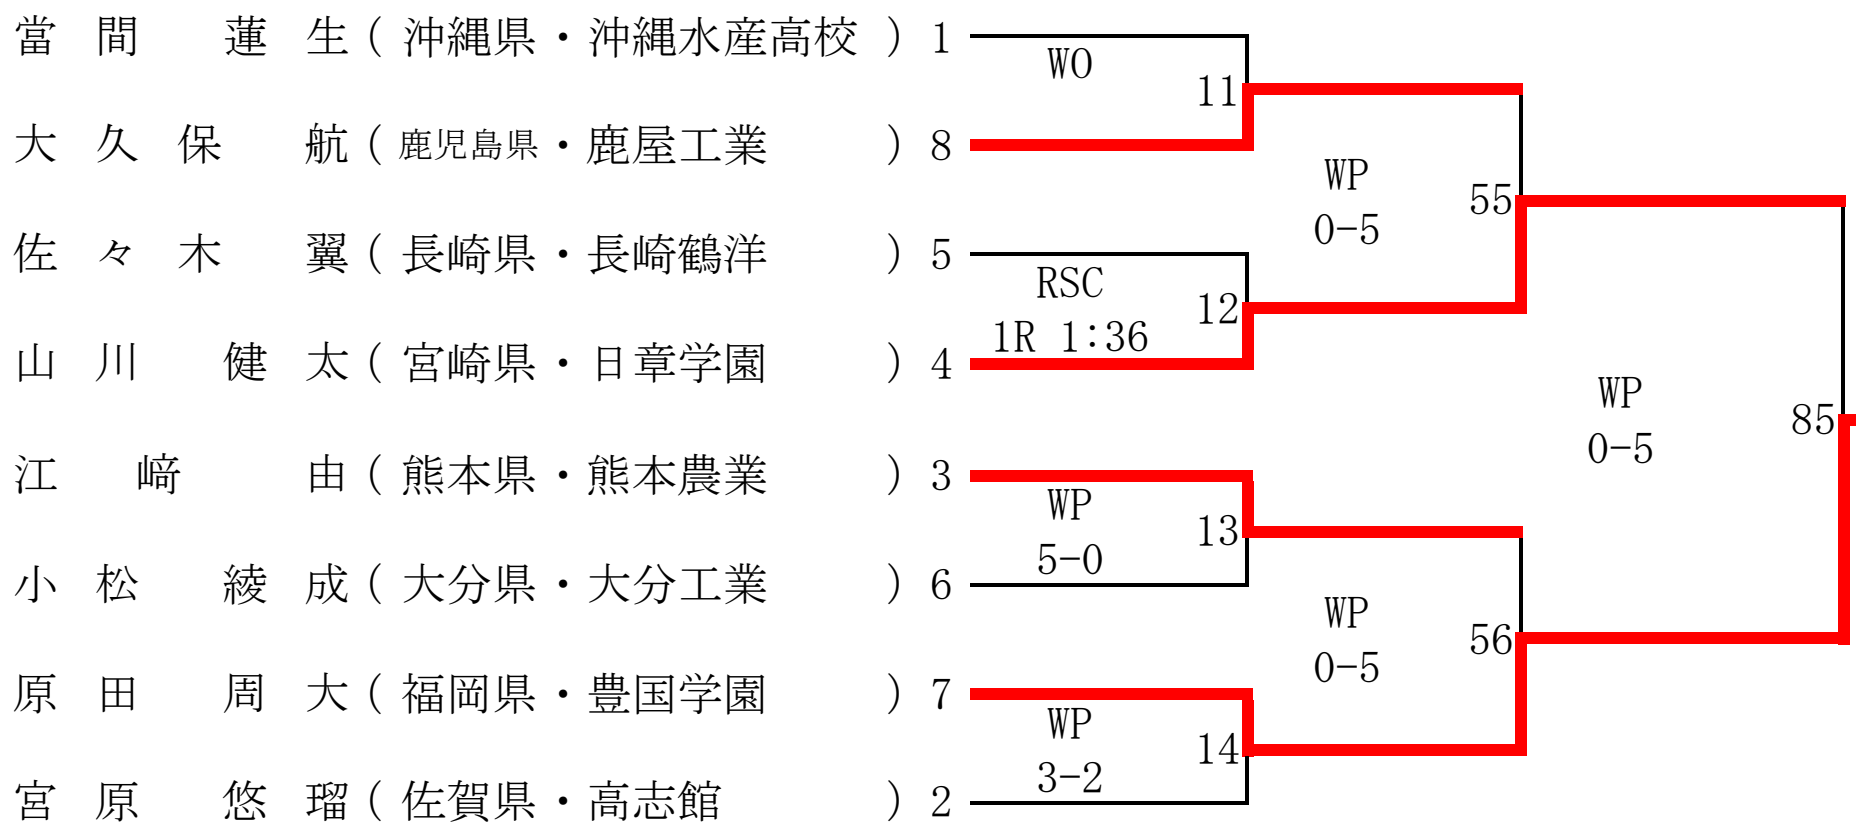 當間 蓮生(沖縄県・沖縄水産高校)1
WO
11
大久保 航(鹿児島県・鹿屋工業)8
WP
0-5
55
佐々木 翼(長崎県・長崎鶴洋)5
RSC
1R 1:36
12
山川 健太(宮崎県・日章学園)4
WP
0-5
85
江﨑 由(熊本県・熊本農業)3
WP
5-0
13
小松 綾成(大分県・大分工業)6
WP
0-5
56
原田 周大(福岡県・豊国学園)7
WP
3-2
14
宮原 悠瑠(佐賀県・高志館)2